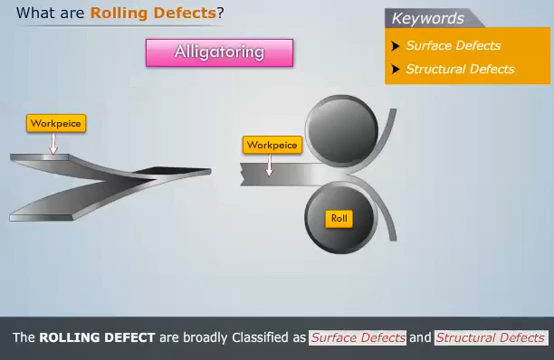 What are Rolling Defects?
Keywords
Surface Defects
Structural Defects
Alligatoring
Workpeice
Workpeice
Roll
The ROLLING DEFECT are broadly Classified as Surface Defects and Structural Defects